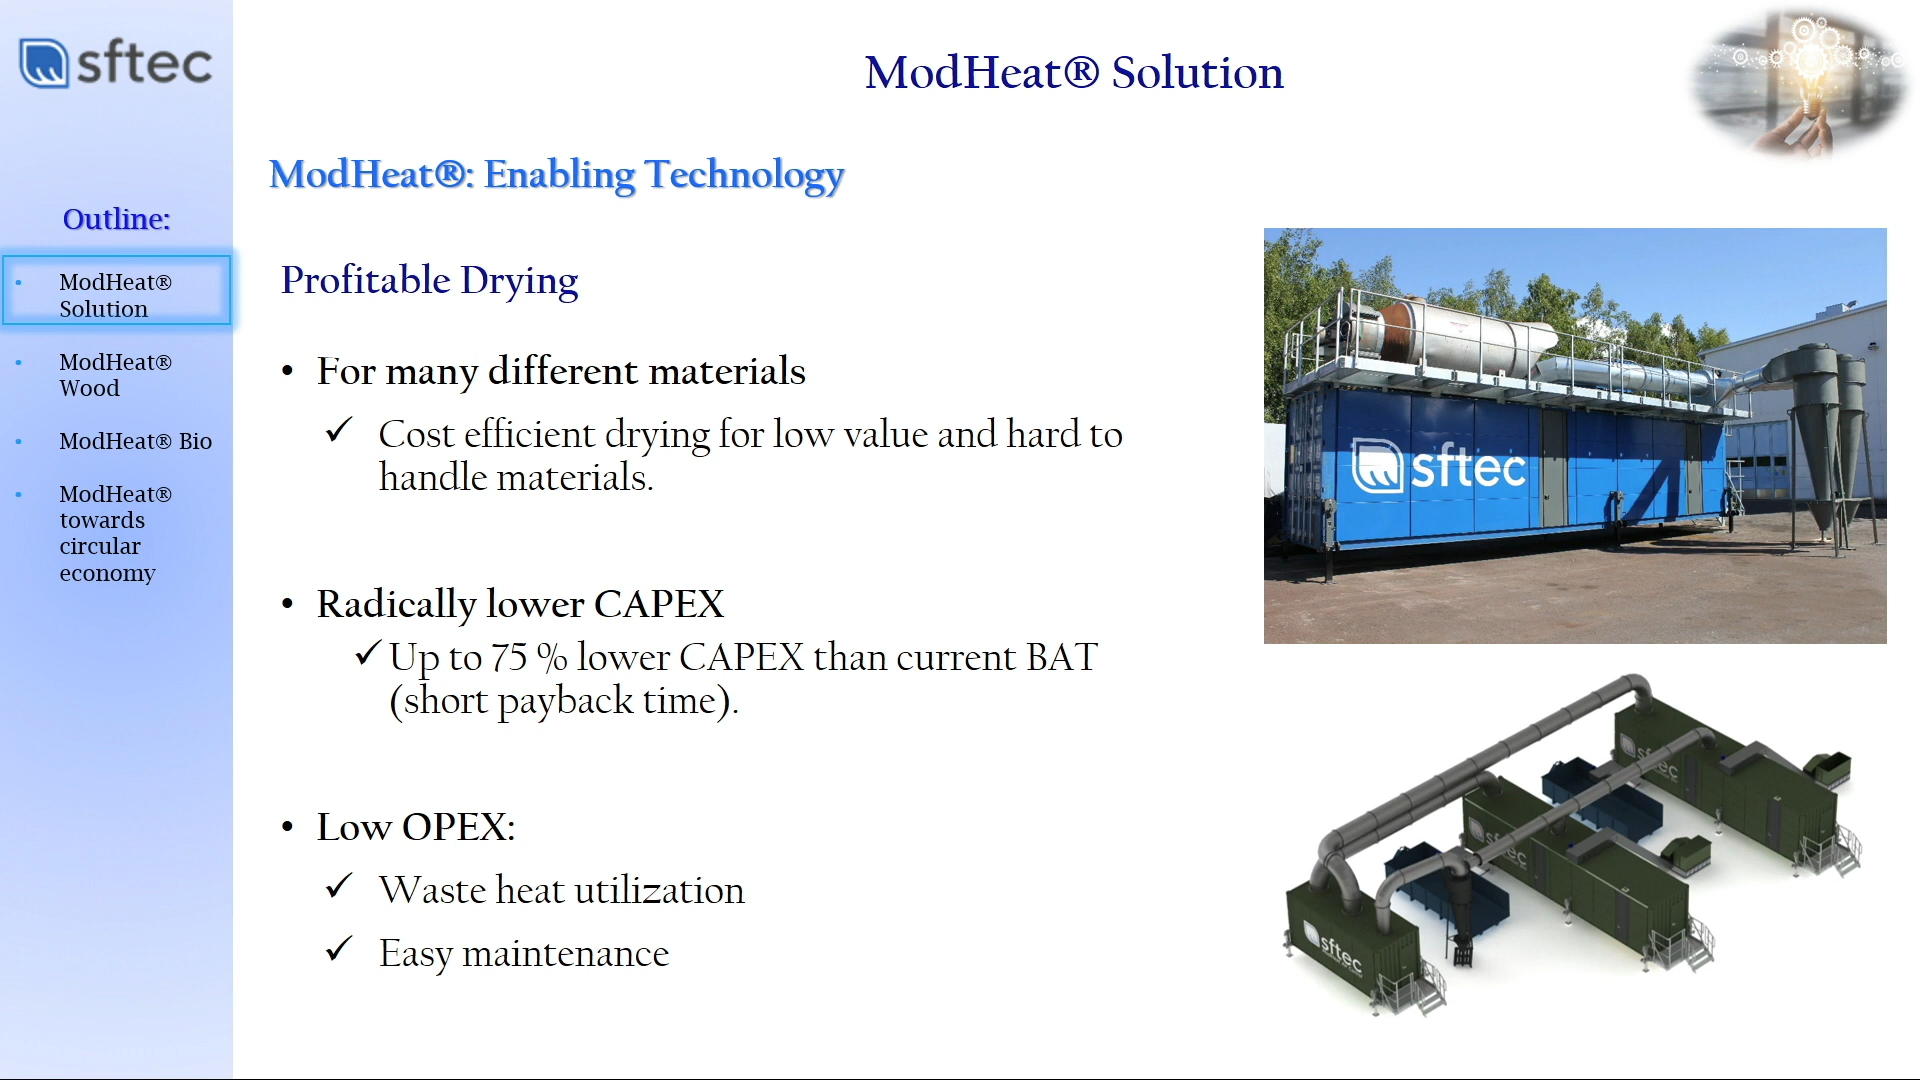 sftec
ModHeat® Solution
ModHeat®: Enabling Technology
Outline:
• ModHeat®
Solution
• ModHeat®
Wood
• ModHeat® Bio
• ModHeat®
towards
circular
economy
Profitable Drying
• For many different materials
✓ Cost efficient drying for low value and hard to
handle materials.
• Radically lower CAPEX
✓ Up to 75 % lower CAPEX than current BAT
(short payback time).
• Low OPEX:
✓ Waste heat utilization
✓ Easy maintenance
sftec
sftec
sftec
sftec